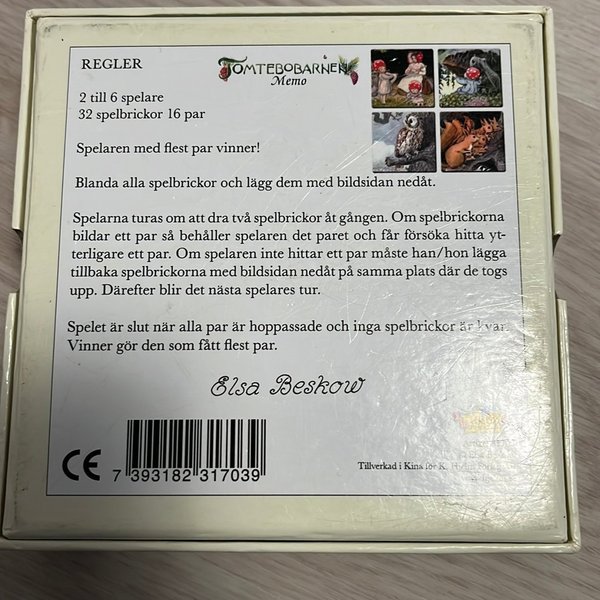 REGLER
TOMTEBOBARNEN
Memo
2 till 6 spelare
32 spelbrickor 16 par
Spelaren med flest par vinner!
Blanda alla spelbrickor och lägg dem med bildsidan nedåt.
Spelarna turas om att dra två spelbrickor åt gången. Om spelbrickorna
bildar ett par så behåller spelaren det paret och får försöka hitta yt-
terligare ett par. Om spelaren inte hittar ett par måste han/hon lägga
tillbaka spelbrickorna med bildsidan nedåt på samma plats där de togs
upp. Därefter blir det nästa spelares tur.
Spelet är slut när alla par är hoppassade och inga spelbrickor är kvar.
Vinner gör den som fått flest par.
Elsa Beskow
CE
7 393182 317039
Tillverkad i Kina för K.